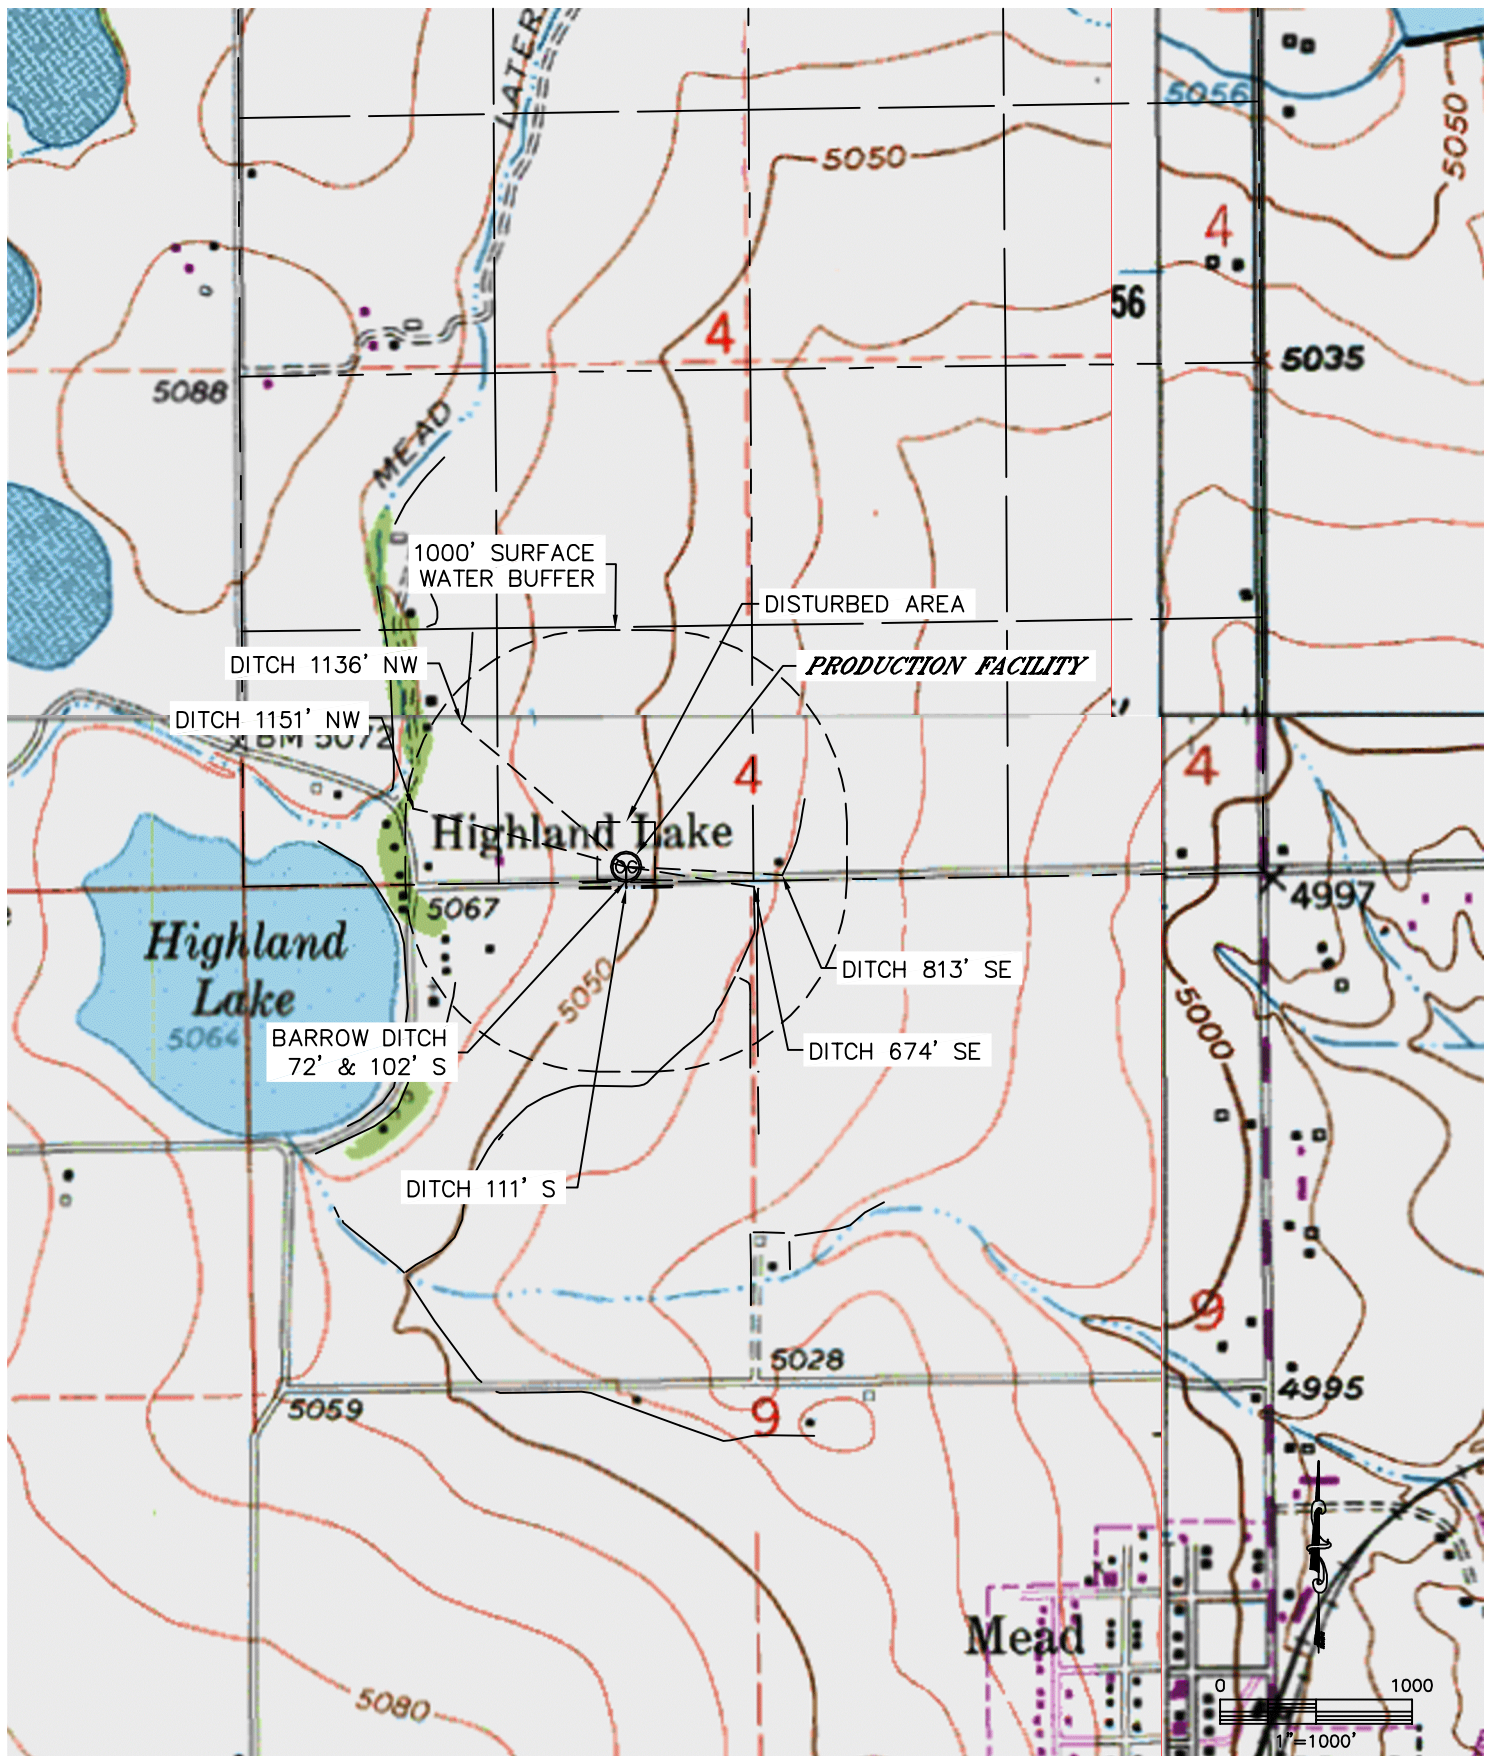 LATER
5056
5050
5050
4
4
56
5035
5088
MEAD
1000' SURFACE
WATER BUFFER
DISTURBED AREA
DITCH 1136' NW
PRODUCTION FACILITY
DITCH 1151' NW
BM 5072
4
4
Highland Lake
5067
4997
Highland
Lake
5064
DITCH 813' SE
5050
5000
BARROW DITCH
72' & 102' S
DITCH 674' SE
DITCH 111' S
9
5028
4995
5059
9
Mead
5080
0 1000
1"=1000'